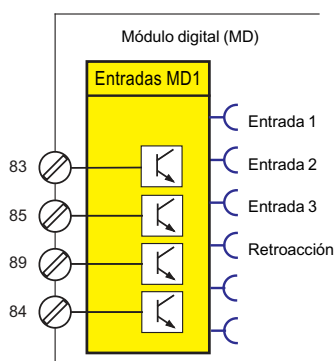 Módulo digital (MD)
Entradas MD1
Entrada 1
83
Entrada 2
85
Entrada 3
89
Retroacción
84